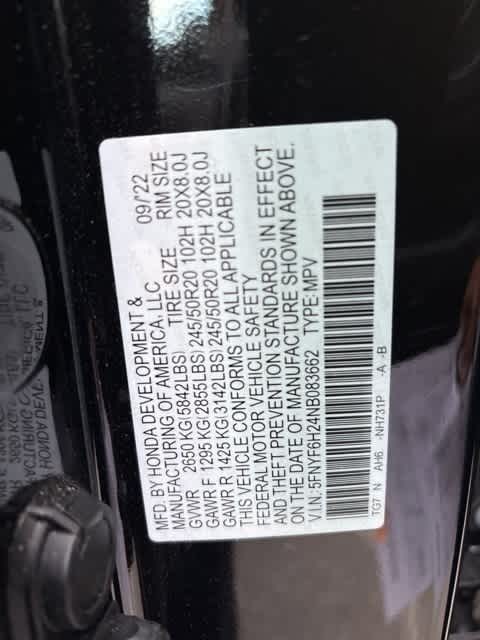 MFD. BY HONDA DEVELOPMENT &
MANUFACTURING OF AMERICA, LLC 09/22
TIRE SIZE RIM SIZE
GVWR 2650 KG(5842LBS)
GAWR F 1295 KG(2855LBS) 245/50R20 102H 20X8.0J
GAWR R 1425 KG(3142LBS) 245/50R20 102H 20X8.0J
THIS VEHICLE CONFORMS TO ALL APPLICABLE
FEDERAL MOTOR VEHICLE SAFETY
AND THEFT PREVENTION STANDARDS IN EFFECT
ON THE DATE OF MANUFACTURE SHOWN ABOVE.
V.I.N.: 5FNYF8H24NB083662 TYPE:MPV
TG7 N AH6 -NH731P -A -B